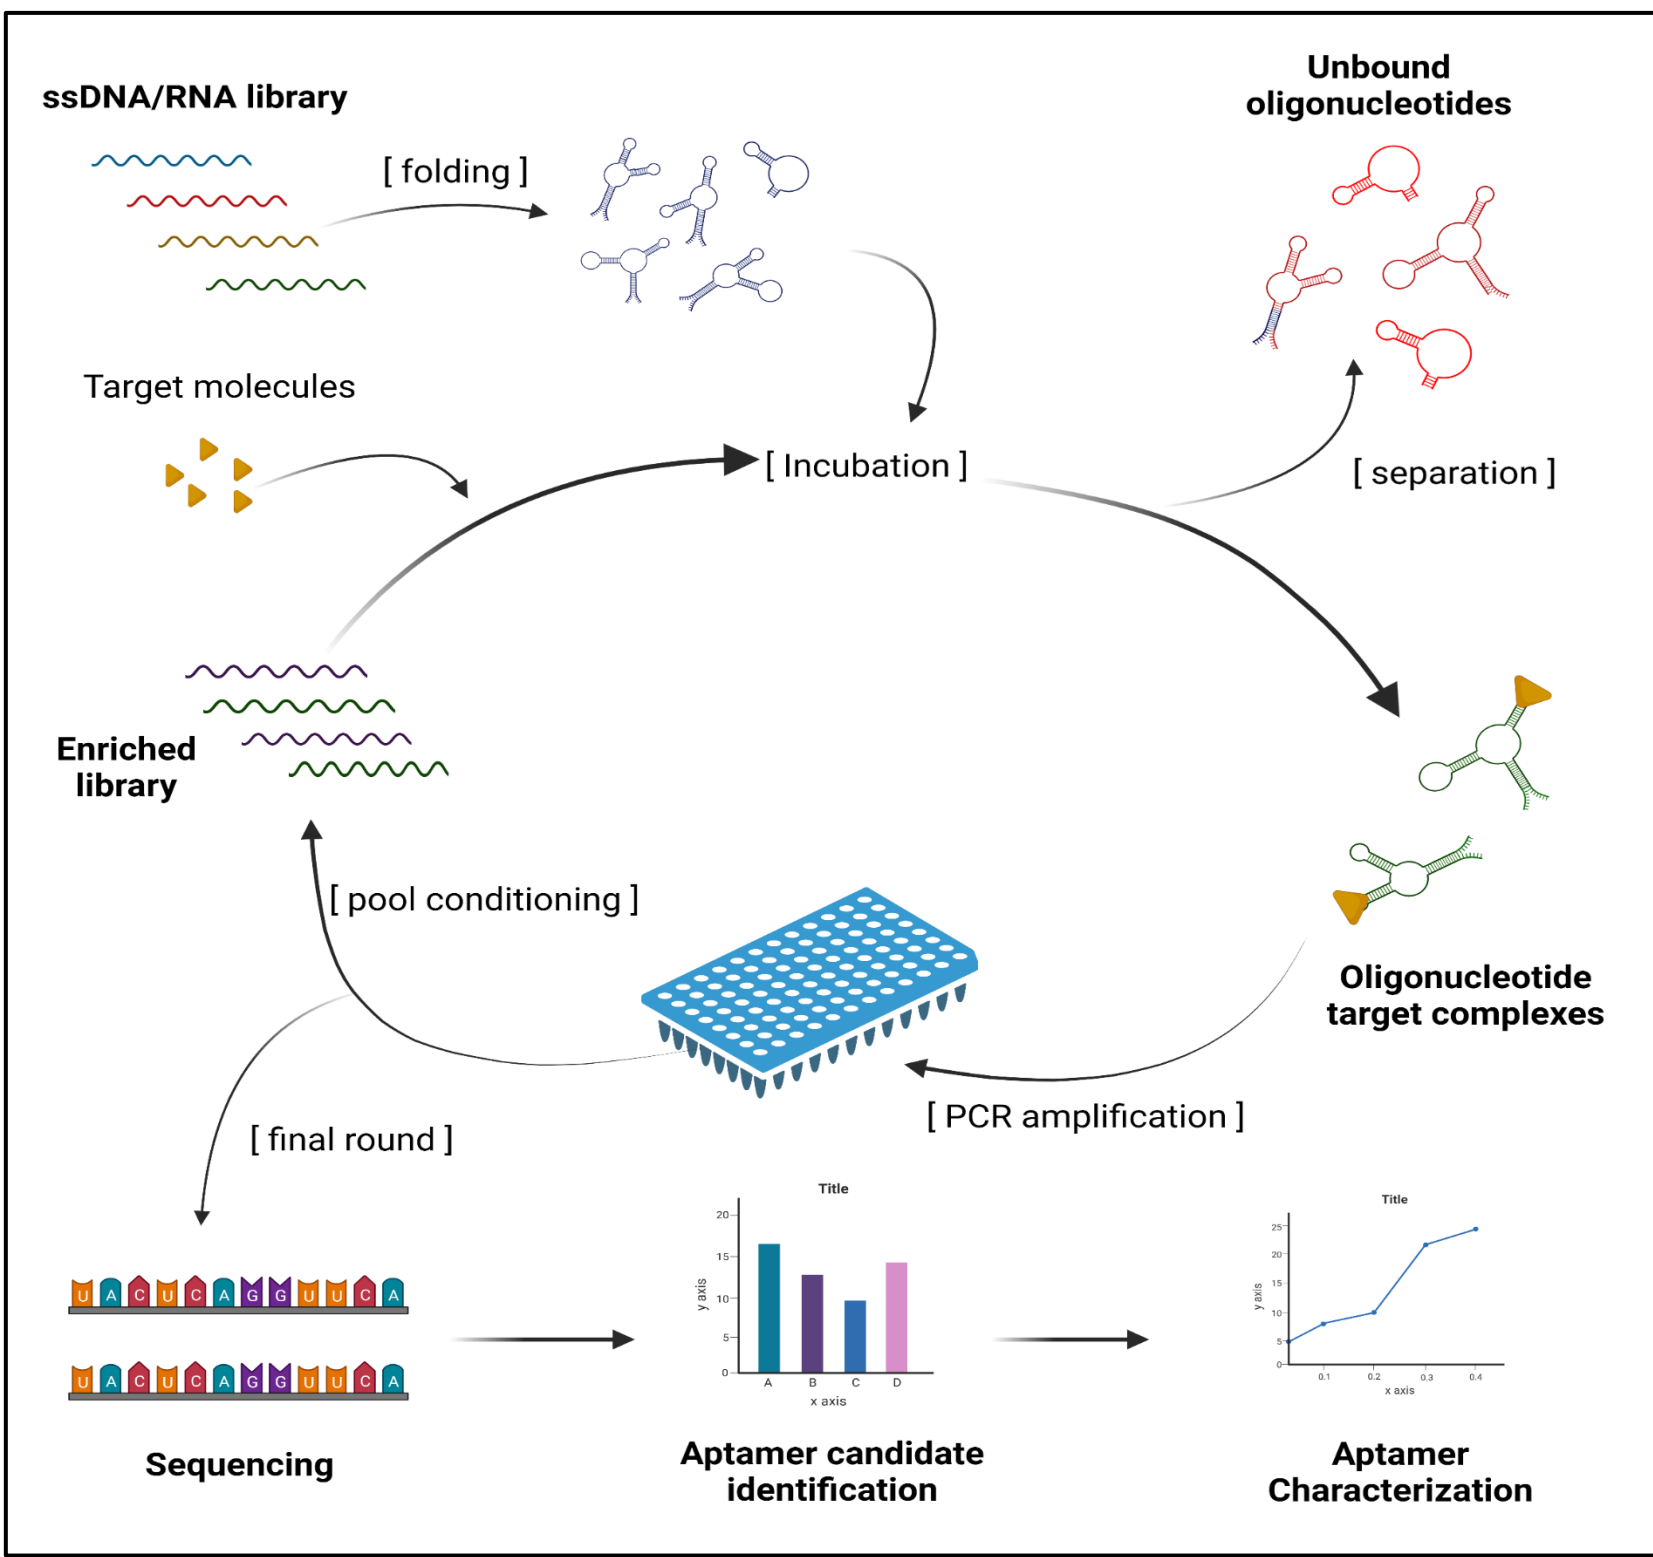 ssDNA/RNA library
[ folding ]
Unbound
oligonucleotides
Target molecules
[ Incubation ]
[ separation ]
Enriched
library
[ pool conditioning ]
Oligonucleotide
target complexes
[ PCR amplification ]
[ final round ]
U A C U C A G G U U C A
U A C U C A G G U U C A
Sequencing
Title
20
15
10
5
0
y axis
A B C D
x axis
Aptamer candidate
identification
Title
25
20
15
10
5
0
y axis
0.1 0.2 0.3 0.4
x axis
Aptamer
Characterization